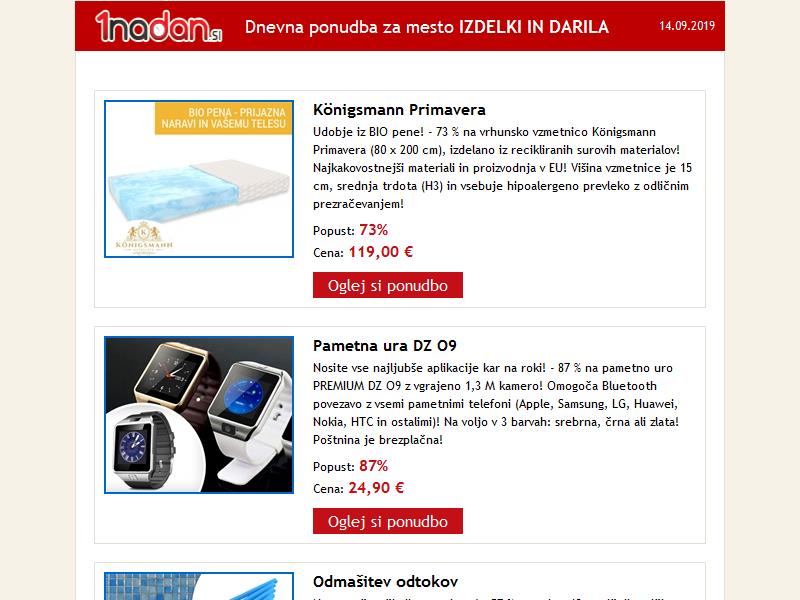 1nadan.SI
Dnevna ponudba za mesto IZDELKI IN DARILA
14.09.2019
BIO PENA - PRIJAZNA
NARAVI IN VAŠEMU TELESU
KÖNIGSMANN
Königsmann Primavera
Udobje iz BIO pene! - 73 % na vrhunsko vzmetnico Königsmann
Primavera (80 x 200 cm), izdelano iz recikliranih surovih materialov!
Najkakovostnejši materiali in proizvodnja v EU! Višina vzmetnice je 15
cm, srednja trdota (H3) in vsebuje hipoalergeno prevleko z odličnim
prezračevanjem!
Popust: 73%
Cena: 119,00 €
Oglej si ponudbo
Pametna ura DZ O9
Nosite vse najljubše aplikacije kar na roki! - 87 % na pametno uro
PREMIUM DZ O9 z vgrajeno 1,3 M kamero! Omogoča Bluetooth
povezavo z vsemi pametnimi telefoni (Apple, Samsung, LG, Huawei,
Nokia, HTC in ostalimi)! Na voljo v 3 barvah: srebrna, črna ali zlata!
Poštnina je brezplačna!
Popust: 87%
Cena: 24,90 €
Oglej si ponudbo
Odmašitev odtokov